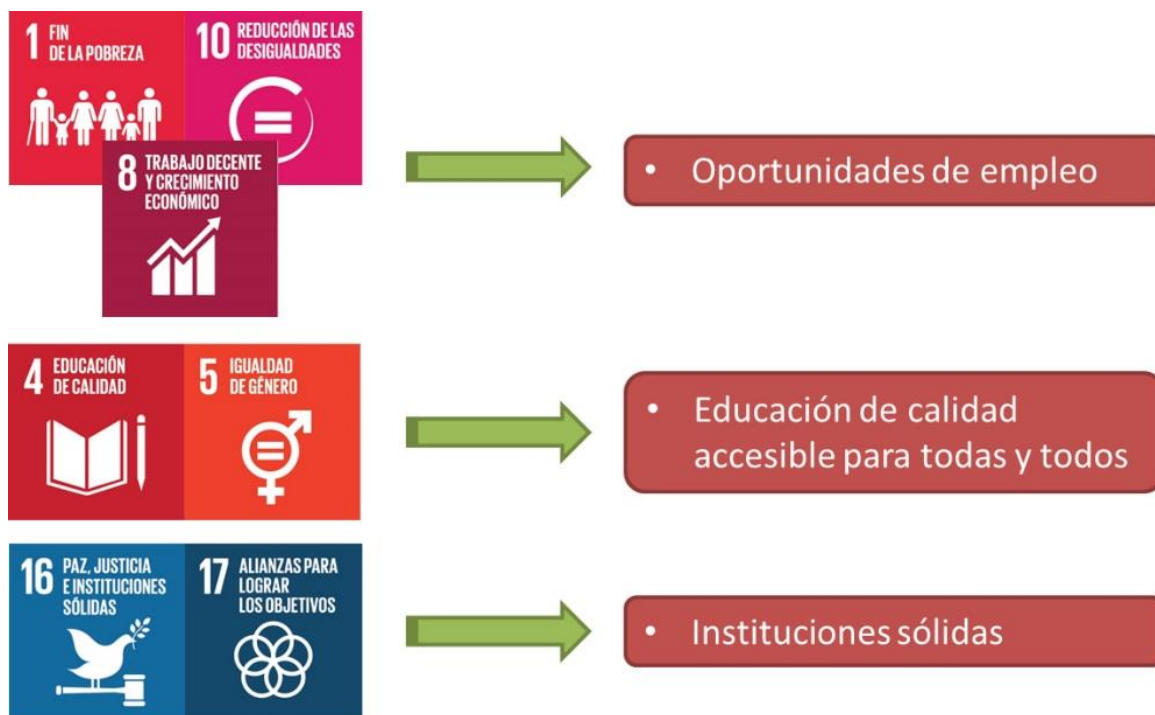 1 FIN
DE LA POBREZA
10 REDUCCIÓN DE LAS
DESIGUALDADES
8 TRABAJO DECENTE
Y CRECIMIENTO
ECONÓMICO
• Oportunidades de empleo
4 EDUCACIÓN
DE CALIDAD
5 IGUALDAD
DE GÉNERO
• Educación de calidad
accesible para todas y todos
16 PAZ, JUSTICIA
E INSTITUCIONES
SÓLIDAS
17 ALIANZAS PARA
LOGRAR
LOS OBJETIVOS
• Instituciones sólidas